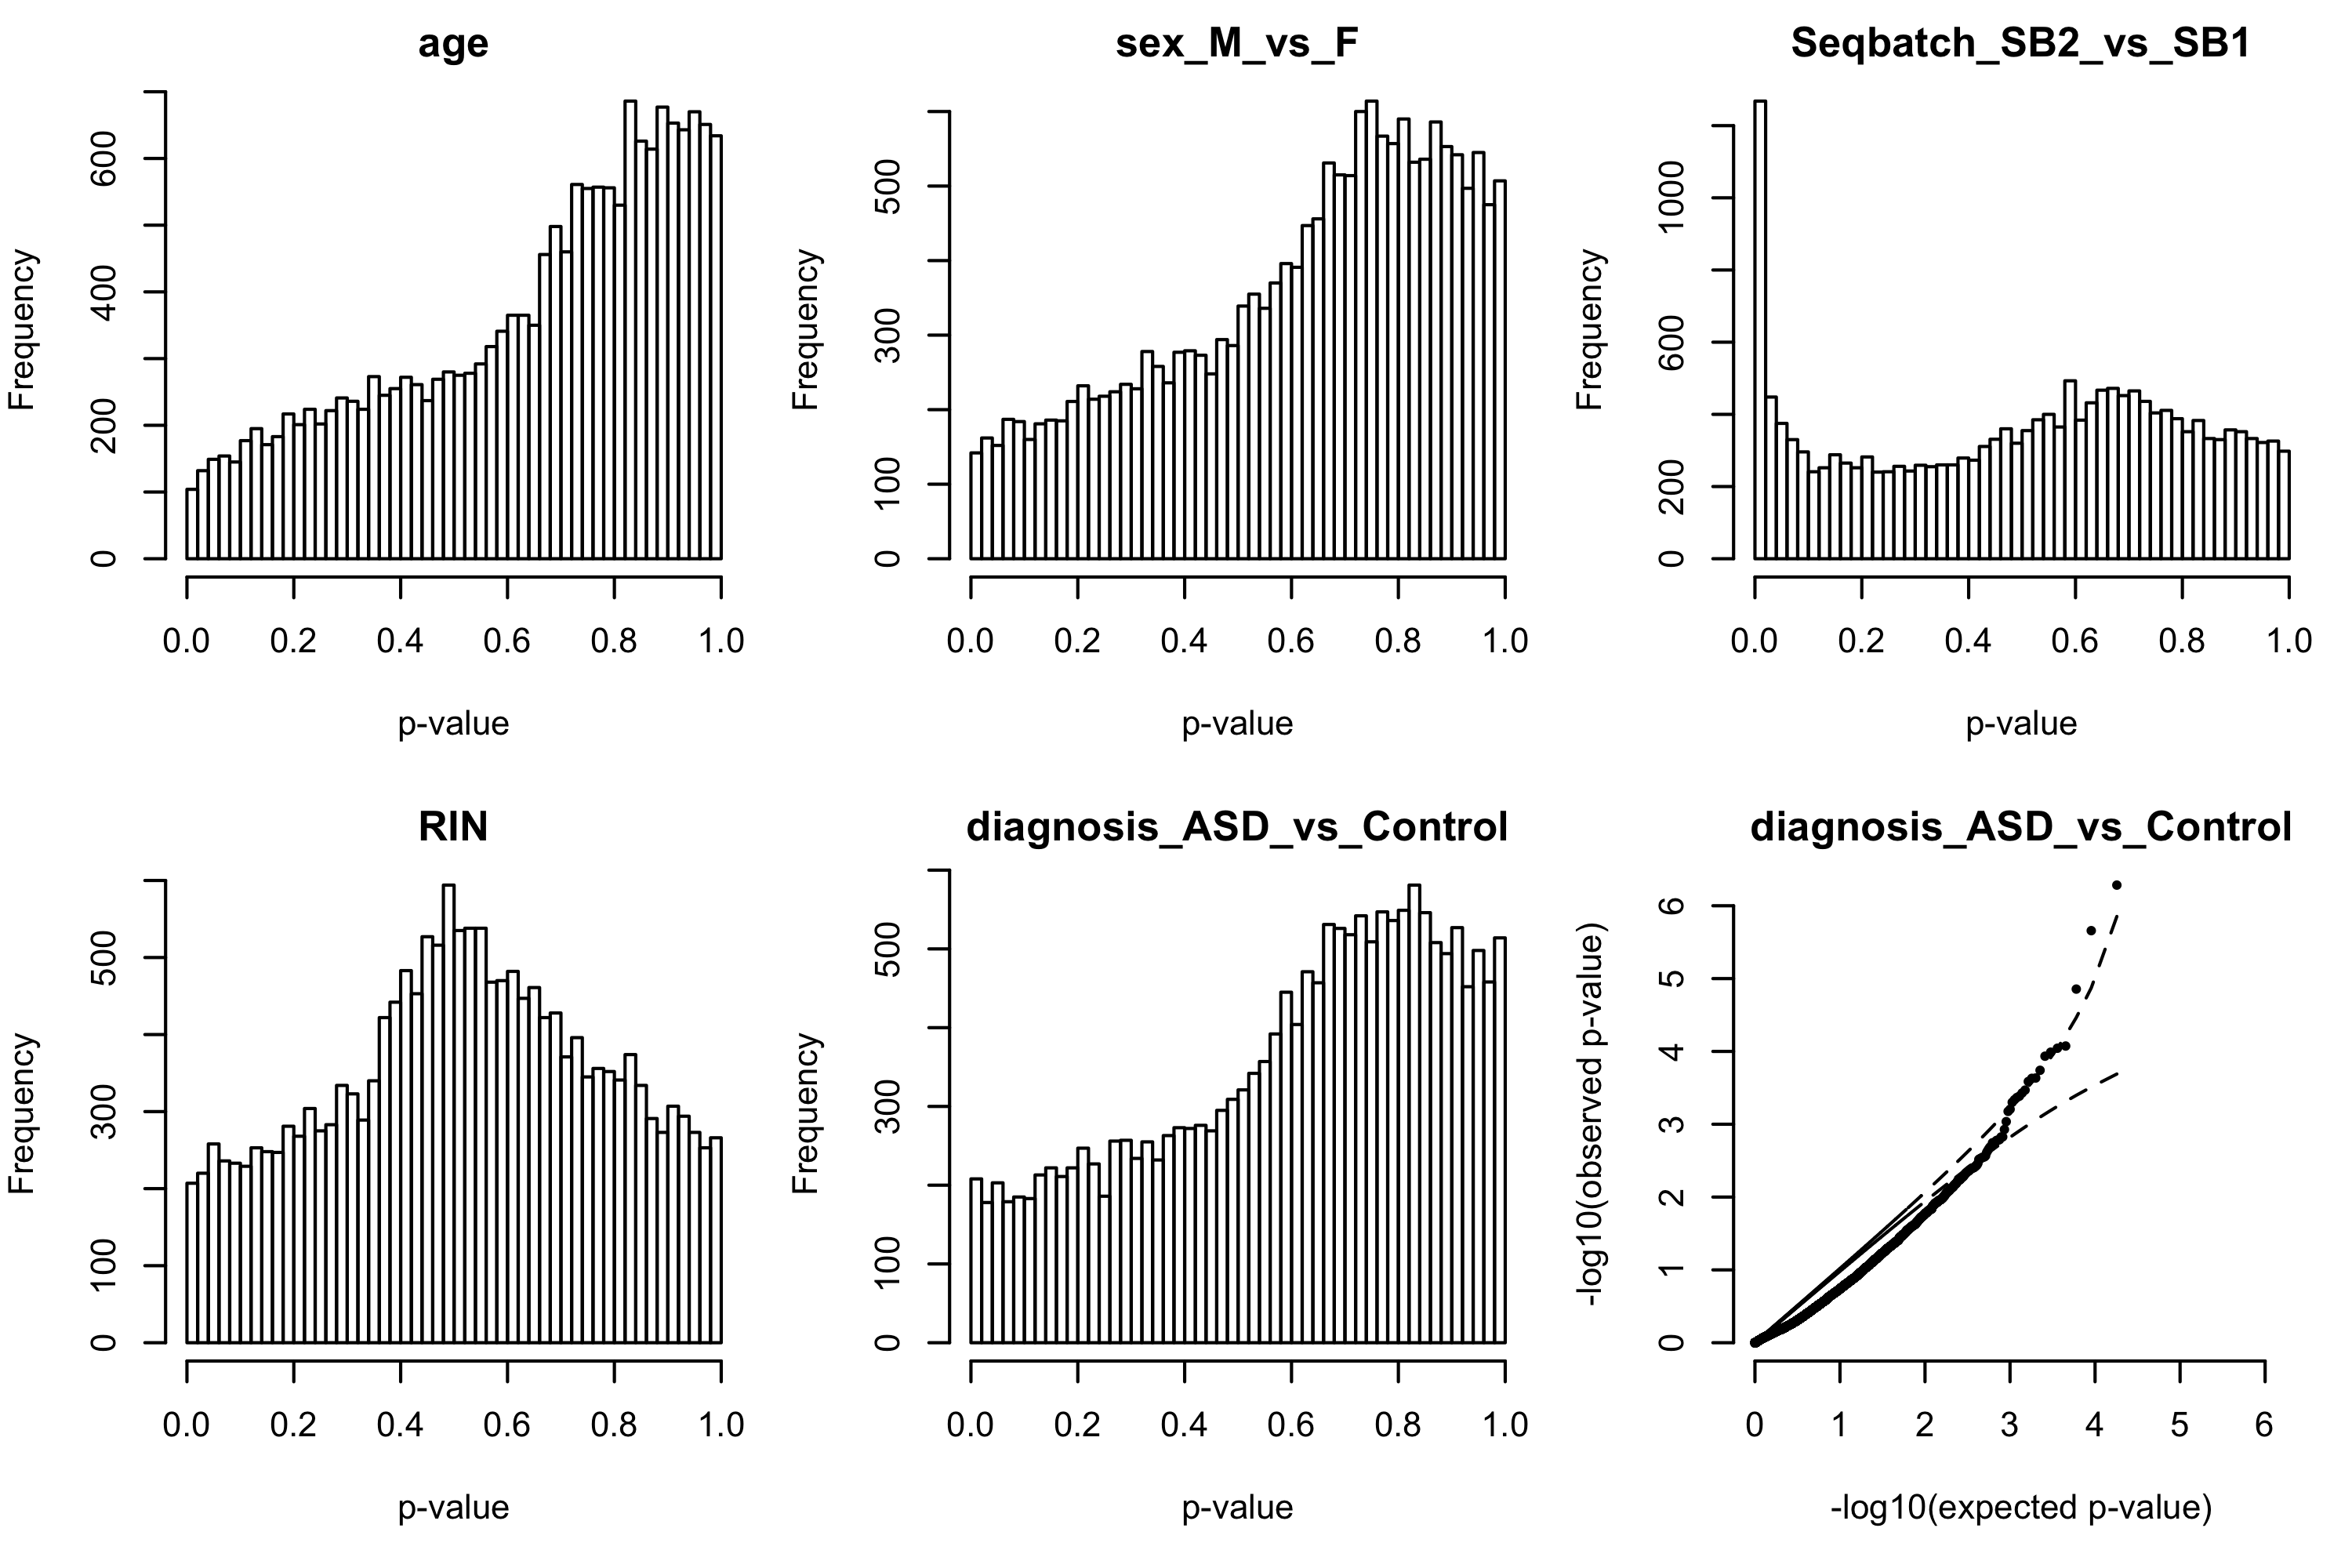 age
Frequency
0 200 400 600
0.0 0.2 0.4 0.6 0.8 1.0
p-value
sex_M_vs_F
Frequency
0 100 300 500
0.0 0.2 0.4 0.6 0.8 1.0
p-value
Seqbatch_SB2_vs_SB1
Frequency
0 200 600 1000
0.0 0.2 0.4 0.6 0.8 1.0
p-value
RIN
Frequency
0 100 300 500
0.0 0.2 0.4 0.6 0.8 1.0
p-value
diagnosis_ASD_vs_Control
Frequency
0 100 300 500
0.0 0.2 0.4 0.6 0.8 1.0
p-value
diagnosis_ASD_vs_Control
-log10(observed p-value)
0 1 2 3 4 5 6
0 1 2 3 4 5 6
-log10(expected p-value)